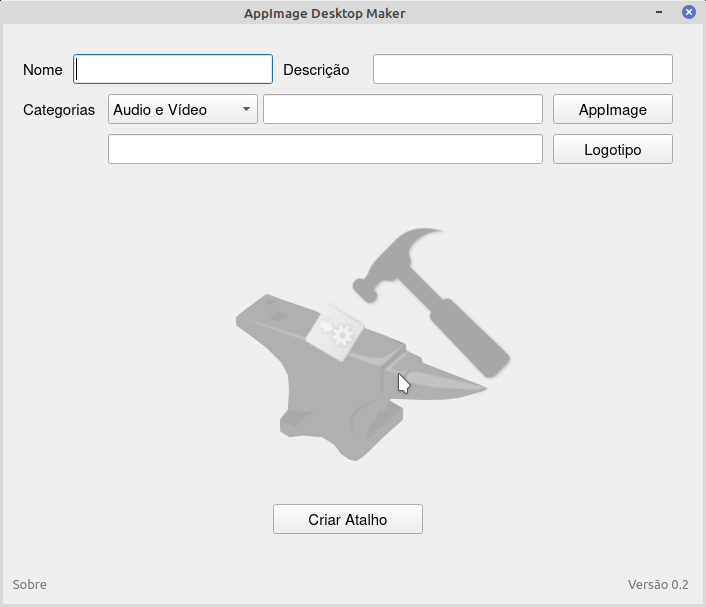 AppImage Desktop Maker
Nome Descrição
Categorias Audio e Vídeo AppImage
Logotipo
Criar Atalho
Sobre Versão 0.2